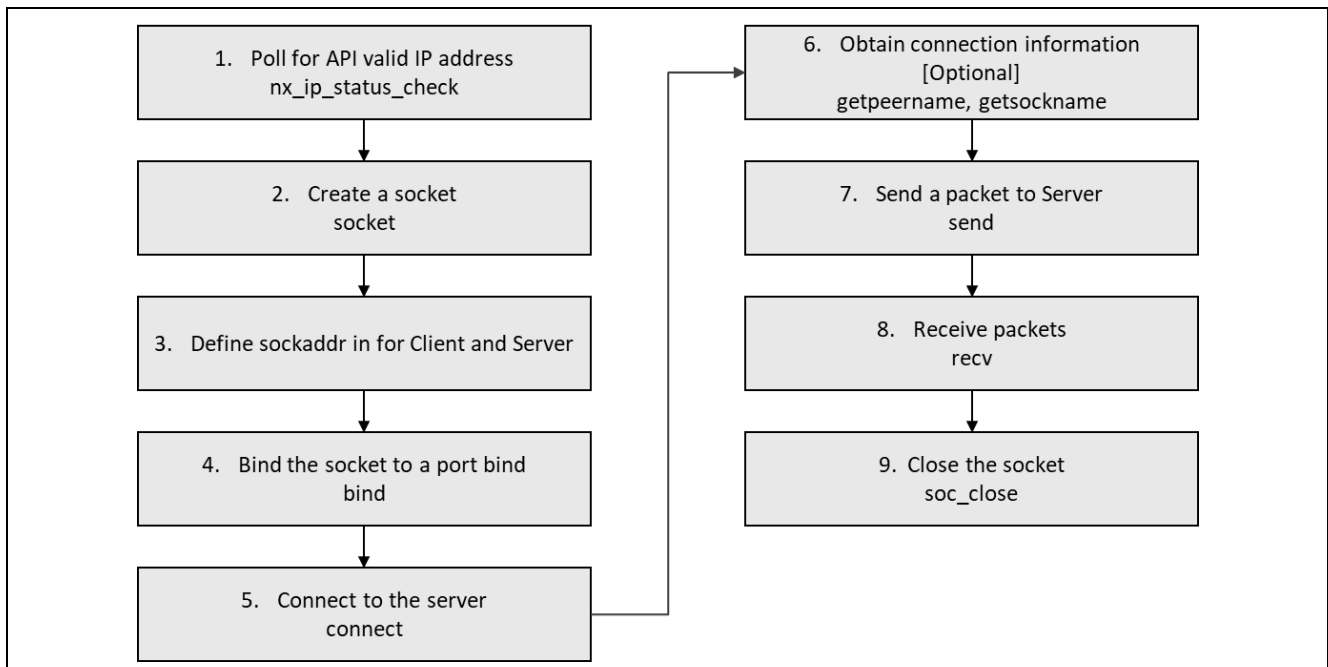 1. Poll for API valid IP address
nx_ip_status_check
2. Create a socket
socket
3. Define sockaddr in for Client and Server
4. Bind the socket to a port bind
bind
5. Connect to the server
connect
6. Obtain connection information
[Optional]
getpeername, getsockname
7. Send a packet to Server
send
8. Receive packets
recv
9. Close the socket
soc_close